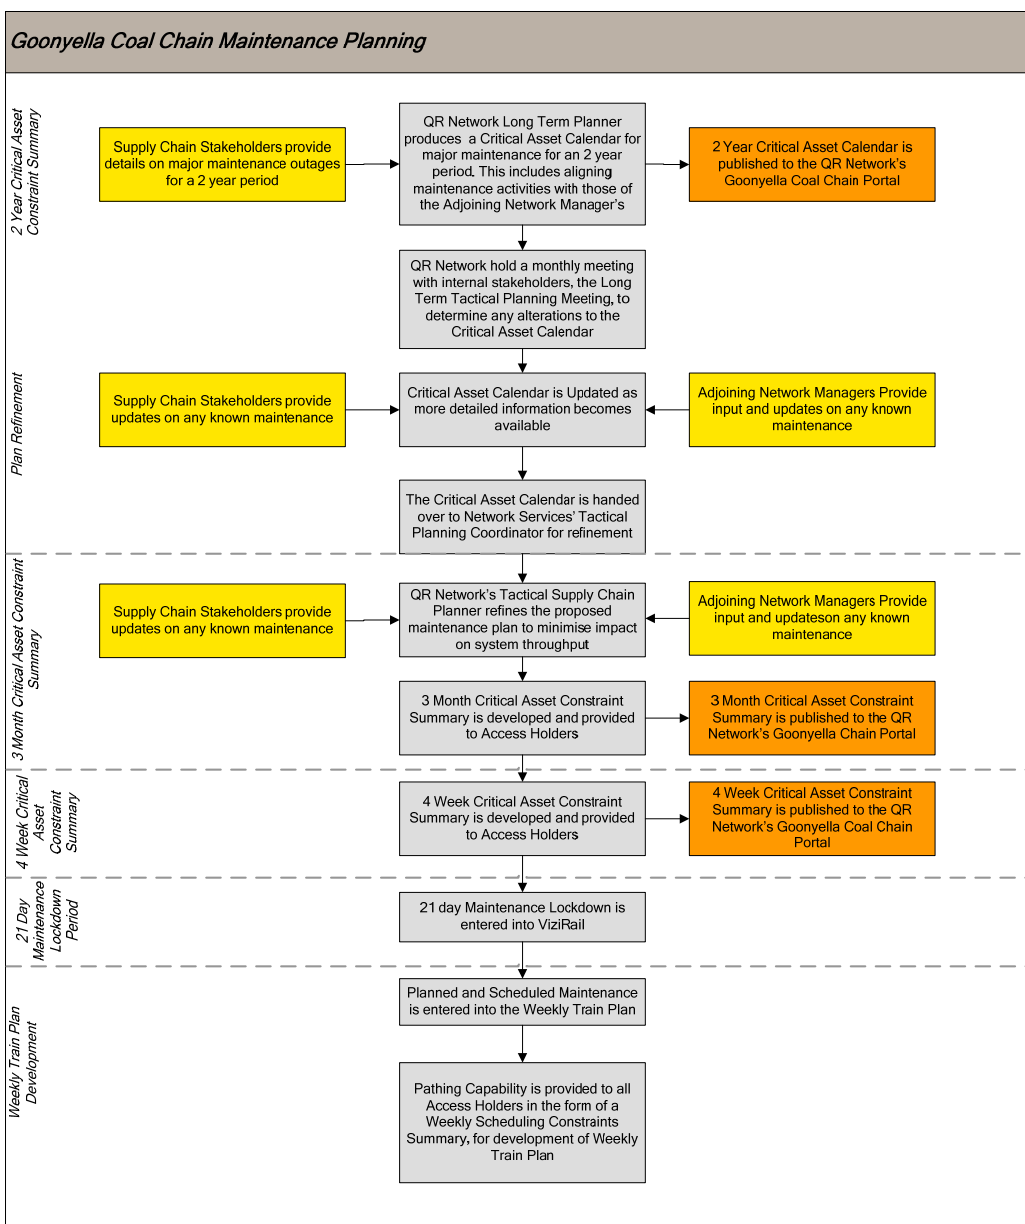 Goonyella Coal Chain Maintenance Planning
2 Year Critical Asset
Constraint Summary
Supply Chain Stakeholders provide
details on major maintenance outages
for a 2 year period
QR Network Long Term Planner
produces a Critical Asset Calendar for
major maintenance for an 2 year
period. This includes aligning
maintenance activities with those of
the Adjoining Network Manager's
2 Year Critical Asset Calendar is
published to the QR Network's
Goonyella Coal Chain Portal
QR Network hold a monthly meeting
with internal stakeholders, the Long
Term Tactical Planning Meeting, to
determine any alterations to the
Critical Asset Calendar
Plan Refinement
Supply Chain Stakeholders provide
updates on any known maintenance
Critical Asset Calendar is Updated as
more detailed information becomes
available
Adjoining Network Managers Provide
input and updates on any known
maintenance
The Critical Asset Calendar is handed
over to Network Services' Tactical
Planning Coordinator for refinement
3 Month Critical Asset Constraint
Summary
Supply Chain Stakeholders provide
updates on any known maintenance
QR Network's Tactical Supply Chain
Planner refines the proposed
maintenance plan to minimise impact
on system throughput
Adjoining Network Managers Provide
input and updateson any known
maintenance
3 Month Critical Asset Constraint
Summary is developed and provided
to Access Holders
3 Month Critical Asset Constraint
Summary is published to the QR
Network's Goonyella Chain Portal
4 Week Critical
Asset
Constraint
Summary
4 Week Critical Asset Constraint
Summary is developed and provided
to Access Holders
4 Week Critical Asset Constraint
Summary is published to the QR
Network's Goonyella Coal Chain
Portal
21 Day
Maintenance
Lockdown
Period
21 day Maintenance Lockdown is
entered into ViziRail
Weekly Train Plan
Development
Planned and Scheduled Maintenance
is entered into the Weekly Train Plan
Pathing Capability is provided to all
Access Holders in the form of a
Weekly Scheduling Constraints
Summary, for development of Weekly
Train Plan